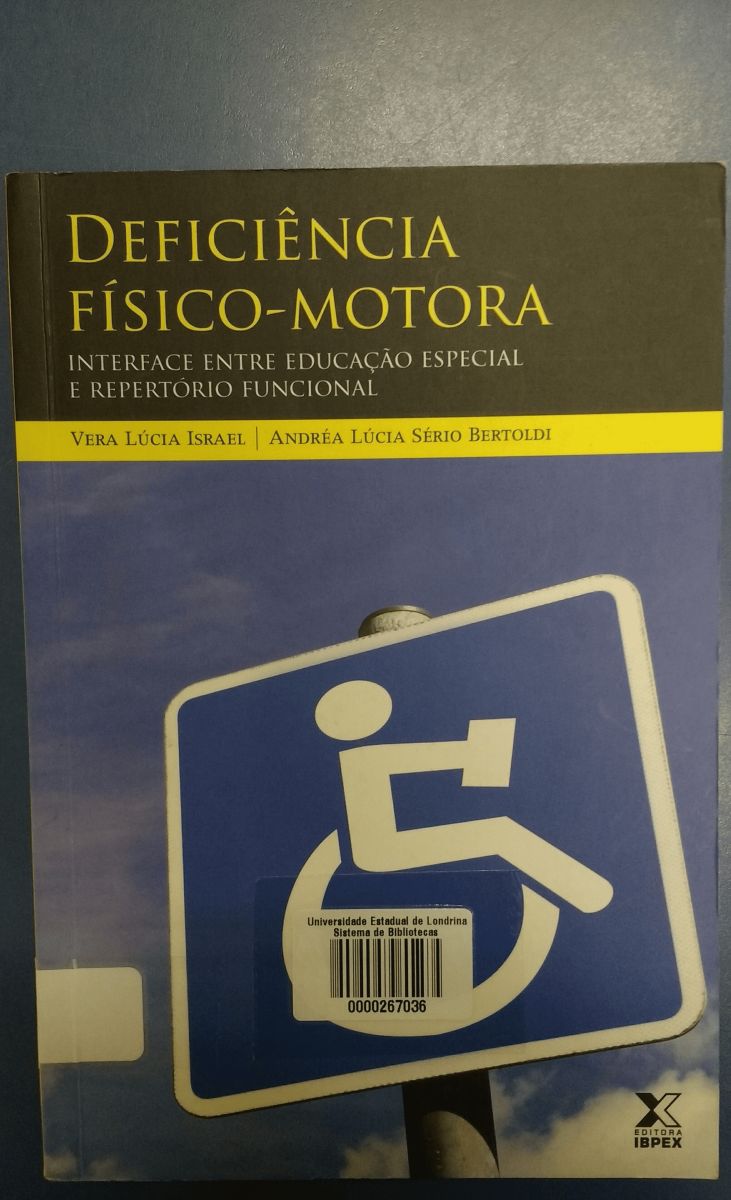 DEFICIÊNCIA
FÍSICO-MOTORA
INTERFACE ENTRE EDUCAÇÃO ESPECIAL
E REPERTÓRIO FUNCIONAL
VERA LÚCIA ISRAEL | ANDRÉA LÚCIA SÉRIO BERTOLDI
Universidade Estadual de Londrina
Sistema de Bibliotecas
0000267036
EDITORA
IBPEX